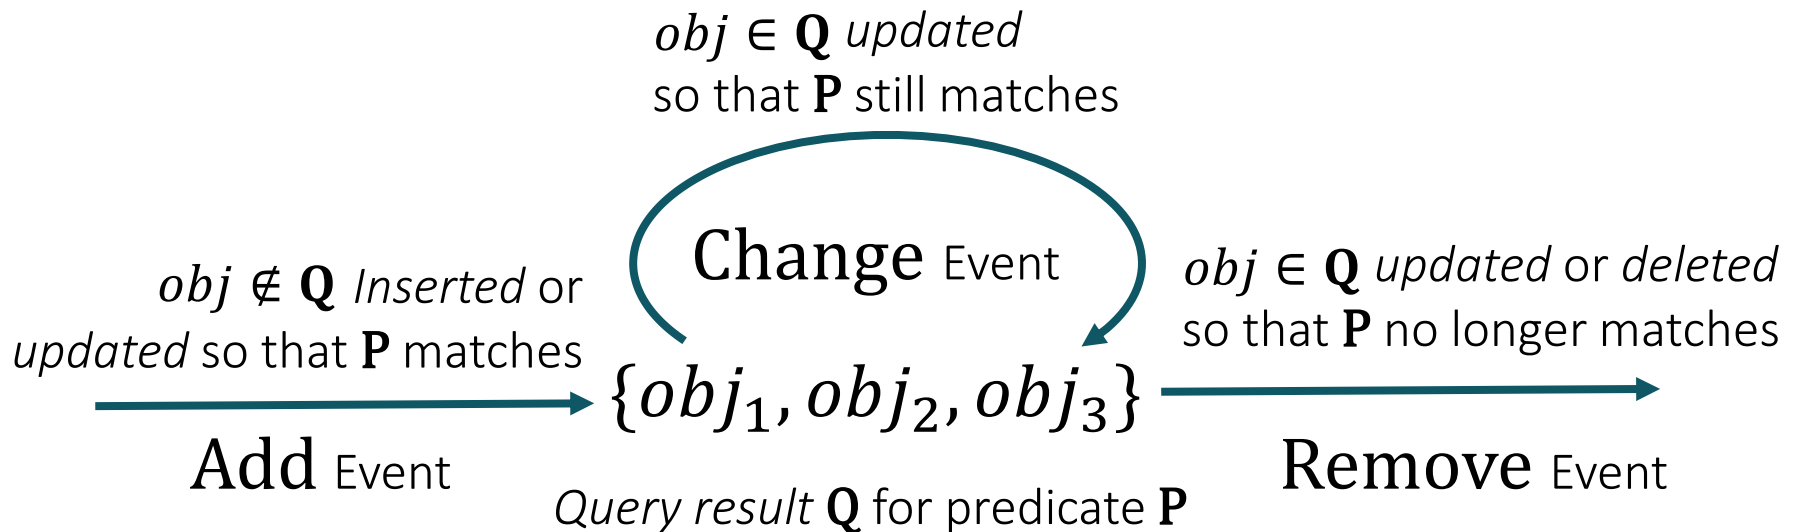 obj ∈ Q updated
so that P still matches
Change Event
obj ∉ Q Inserted or
updated so that P matches
Add Event
{obj₁, obj₂, obj₃}
obj ∈ Q updated or deleted
so that P no longer matches
Remove Event
Query result Q for predicate P